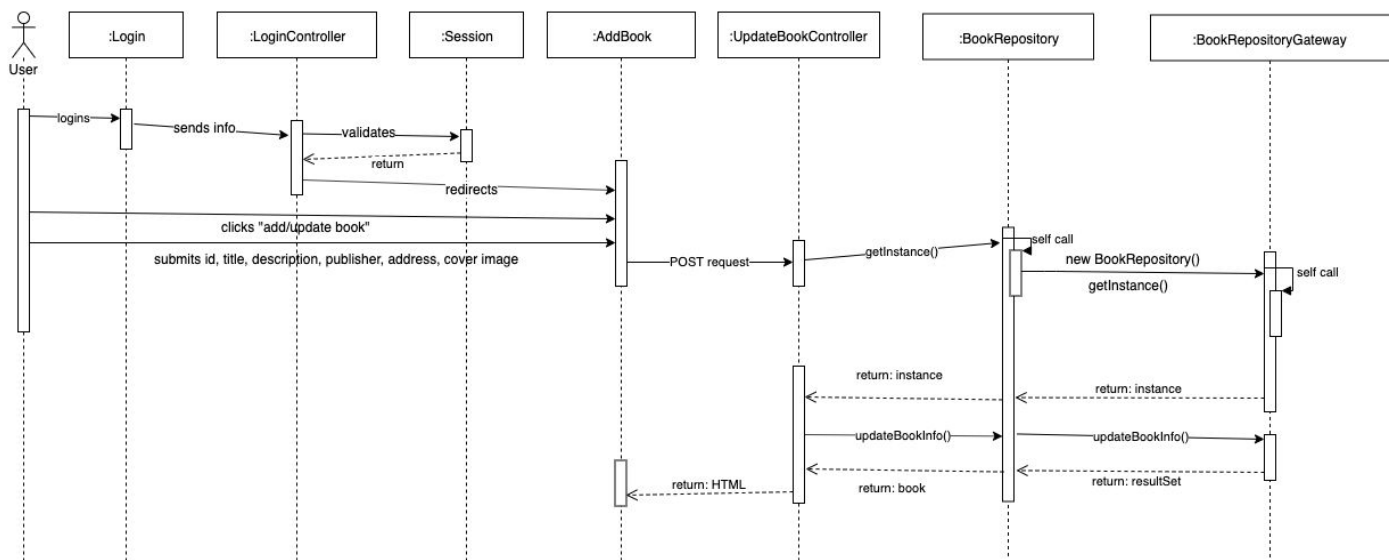 :Login
:LoginController
:Session
:AddBook
:UpdateBookController
:BookRepository
:BookRepositoryGateway
User
logins
sends info
validates
return
redirects
clicks "add/update book"
submits id, title, description, publisher, address, cover image
POST request
getInstance()
self call
new BookRepository()
getInstance()
self call
return: instance
return: instance
updateBookInfo()
updateBookInfo()
return: HTML
return: book
return: resultSet